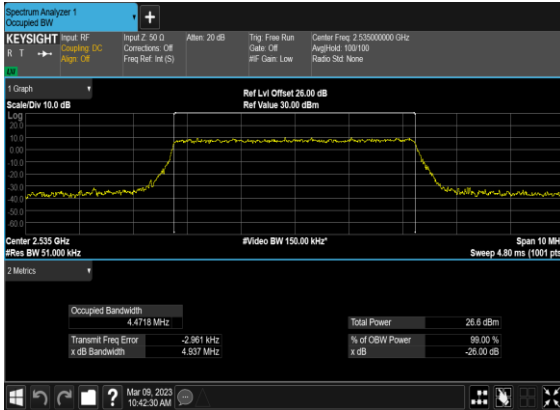 Spectrum Analyzer 1
Occupied BW
KEYSIGHT
R T
Input: RF
Coupling: DC
Align: Off
Input Z: 50 Ω
Corrections: Off
Freq Ref: Int (S)
Atten: 20 dB
Trig: Free Run
Gate: Off
#IF Gain: Low
Center Freq: 2.535000000 GHz
Avg|Hold: 100/100
Radio Std: None
1 Graph
Scale/Div 10.0 dB
Ref Lvl Offset 26.00 dB
Ref Value 30.00 dBm
Log
20.0
10.0
0.00
-10.0
-20.0
-30.0
-40.0
-50.0
-60.0
Center 2.535 GHz
#Video BW 150.00 kHz*
Span 10 MH
#Res BW 51.000 kHz
Sweep 4.80 ms (1001 pts
2 Metrics
Occupied Bandwidth
4.4718 MHz
Total Power 26.6 dBm
Transmit Freq Error -2.961 kHz
% of OBW Power 99.00 %
x dB Bandwidth 4.937 MHz
x dB -26.00 dB
Mar 09, 2023
10:42:30 AM